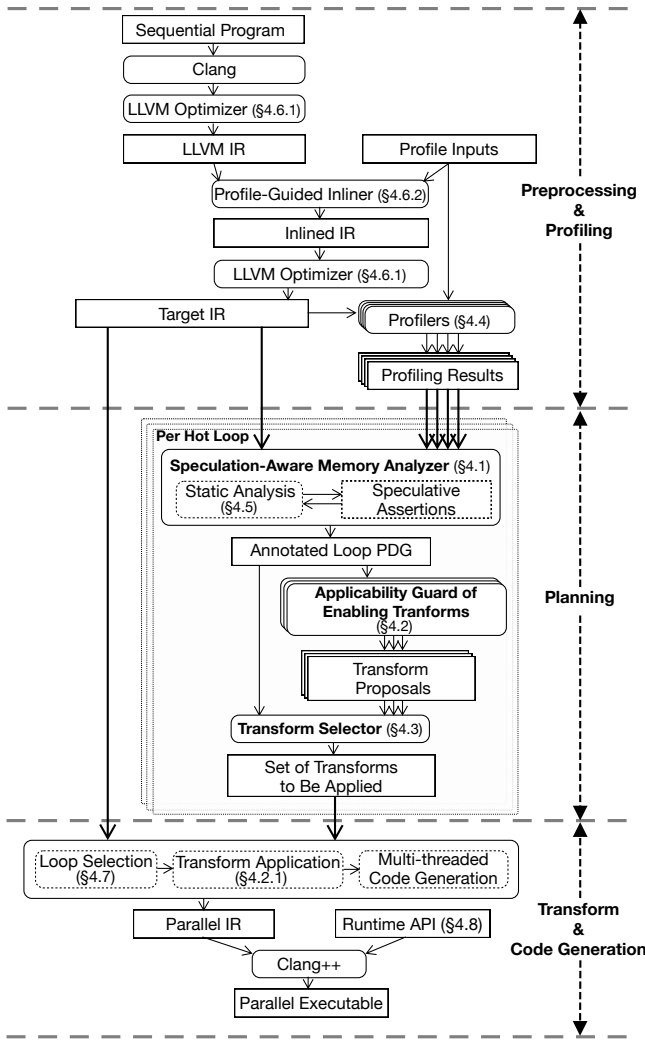 Sequential Program
Clang
LLVM Optimizer (§4.6.1)
LLVM IR
Profile Inputs
Profile-Guided Inliner (§4.6.2)
Preprocessing
&
Profiling
Inlined IR
LLVM Optimizer (§4.6.1)
Target IR
Profilers (§4.4)
Profiling Results
Per Hot Loop
Speculation-Aware Memory Analyzer (§4.1)
Static Analysis
(§4.5)
Speculative
Assertions
Annotated Loop PDG
Applicability Guard of
Enabling Tranforms
(§4.2)
Planning
Transform
Proposals
Transform Selector (§4.3)
Set of Transforms
to Be Applied
Loop Selection
(§4.7)
Transform Application
(§4.2.1)
Multi-threaded
Code Generation
Parallel IR
Runtime API (§4.8)
Transform
&
Code Generation
Clang++
Parallel Executable